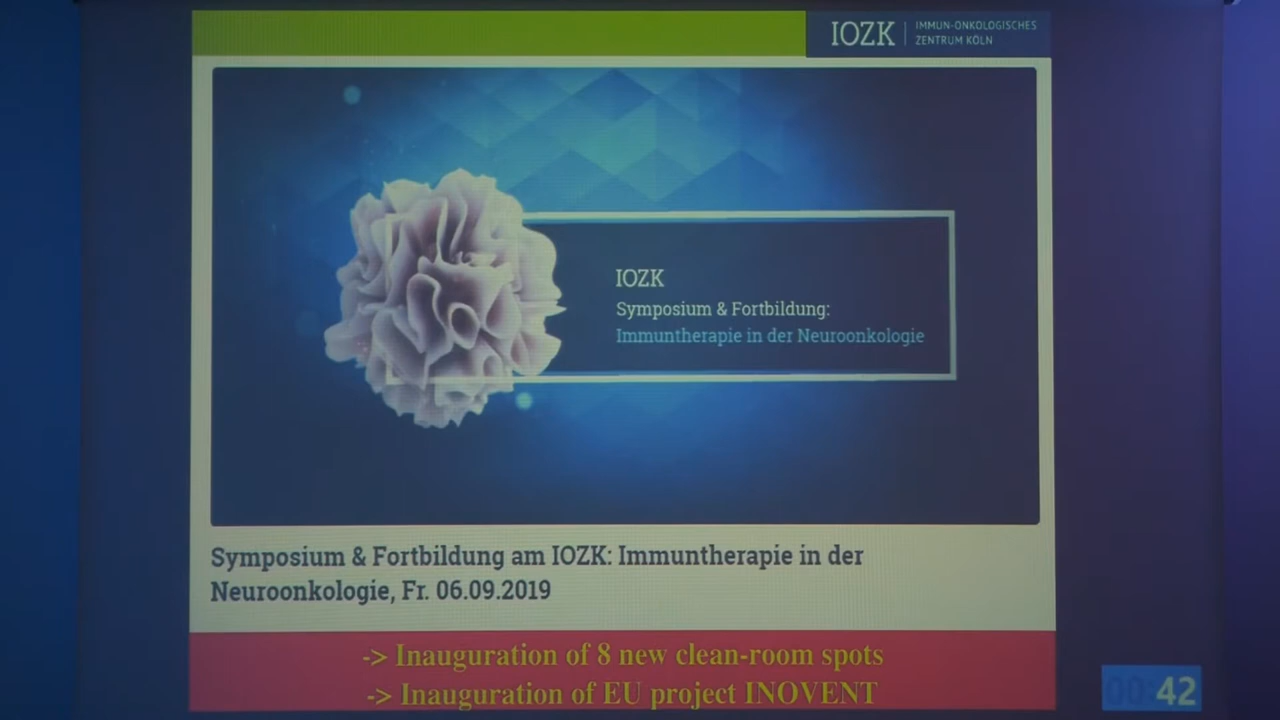 IOZK
IMMUN-ONKOLOGISCHES
ZENTRUM KÖLN
IOZK
Symposium & Fortbildung:
Immuntherapie in der Neuroonkologie
Symposium & Fortbildung am IOZK: Immuntherapie in der
Neuroonkologie, Fr. 06.09.2019
-> Inauguration of 8 new clean-room spots
-> Inauguration of EU project INOVENT
00:42